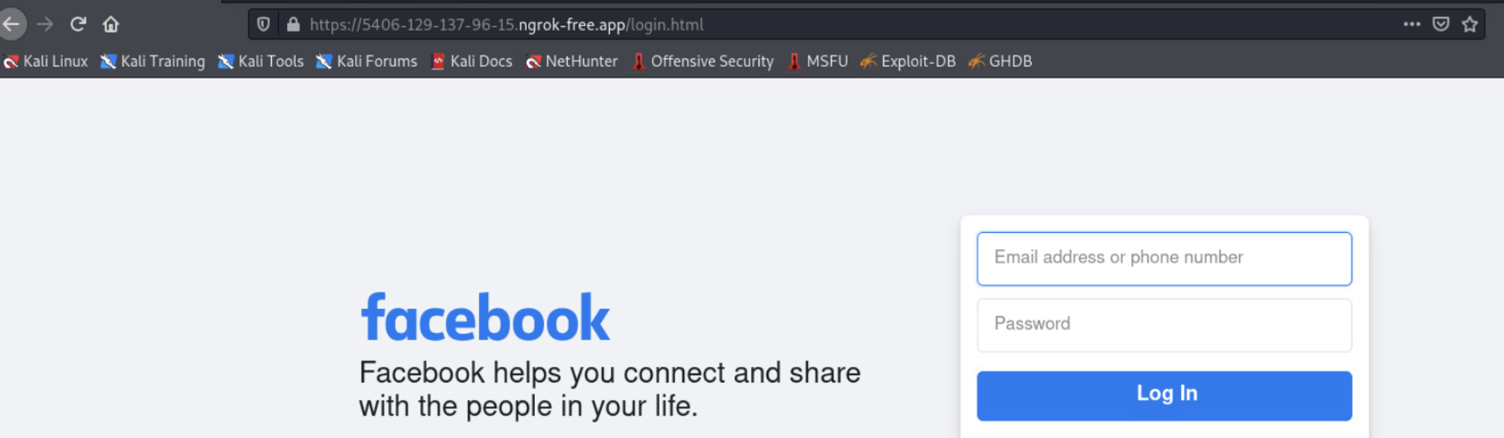 https://5406-129-137-96-15.ngrok-free.app/login.html
Kali Linux Kali Training Kali Tools Kali Forums Kali Docs NetHunter Offensive Security MSFU Exploit-DB GHDB
Email address or phone number
Password
Log In
facebook
Facebook helps you connect and share
with the people in your life.